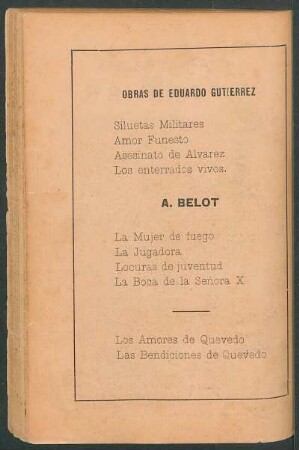 OBRAS DE EDUARDO GUTIERREZ
Siluetas Militares
Amor Funesto
Asesinato de Alvarez
Los enterrados vivos.
A. BELOT
La Mujer de fuego
La Jugadora
Locuras de juventud
La Boca de la Señora X
Los Amores de Quevedo
Las Bendiciones de Quevedo